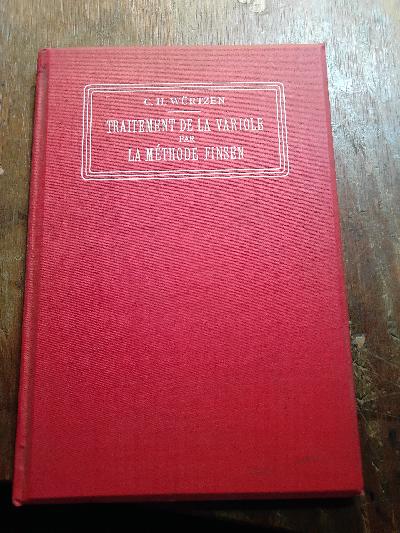 C. H. WÜRTZEN
TRAITEMENT DE LA VARIOLE
PAR
LA MÉTHODE FINSEN